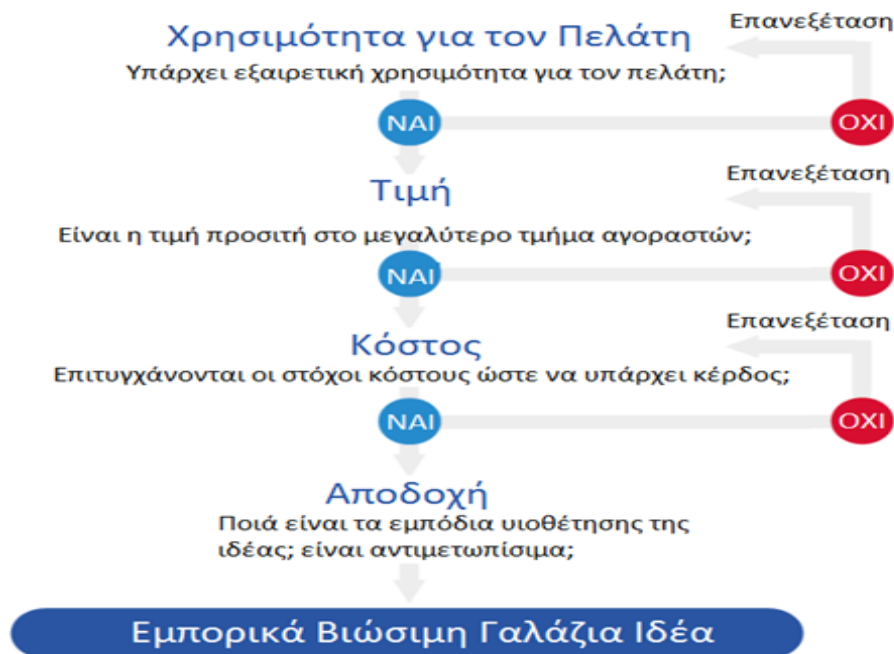 Επανεξέταση
Χρησιμότητα για τον Πελάτη
Υπάρχει εξαιρετική χρησιμότητα για τον πελάτη;
ΝΑΙ
ΟΧΙ
Επανεξέταση
Τιμή
Είναι η τιμή προσιτή στο μεγαλύτερο τμήμα αγοραστών;
ΝΑΙ
ΟΧΙ
Επανεξέταση
Κόστος
Επιτυγχάνονται οι στόχοι κόστους ώστε να υπάρχει κέρδος;
ΝΑΙ
ΟΧΙ
Αποδοχή
Ποιά είναι τα εμπόδια υιοθέτησης της
ιδέας; είναι αντιμετωπίσιμα;
Εμπορικά Βιώσιμη Γαλάζια Ιδέα